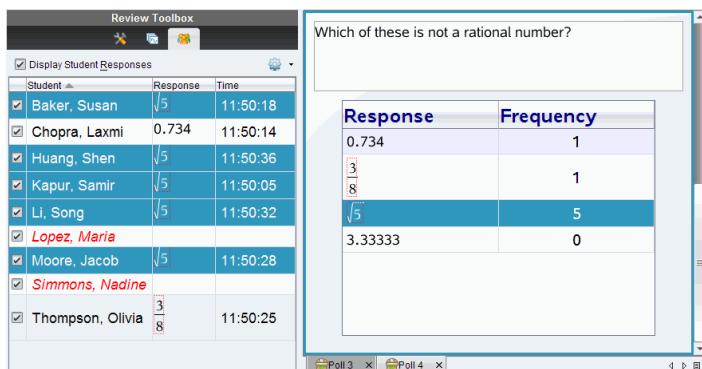 Review Toolbox
Display Student Responses
Student Response Time
Baker, Susan √5 11:50:18
Chopra, Laxmi 0.734 11:50:14
Huang, Shen √5 11:50:36
Kapur, Samir √5 11:50:05
Li, Song √5 11:50:32
Lopez, Maria
Moore, Jacob √5 11:50:28
Simmons, Nadine
Thompson, Olivia 3/8 11:50:25
Which of these is not a rational number?
Response Frequency
0.734 1
3/8 1
√5 5
3.33333 0
Poll 3 Poll 4